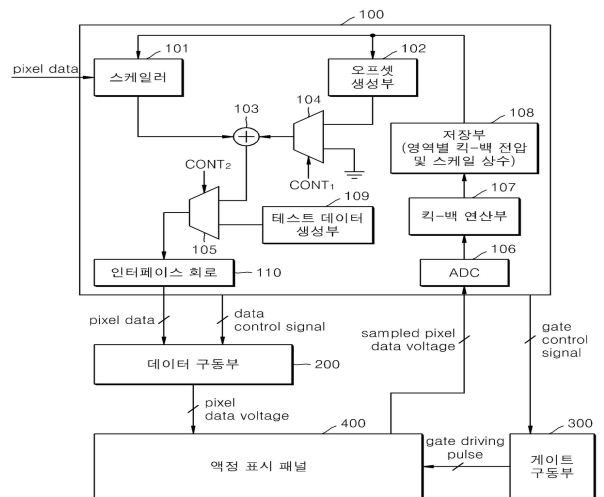 100
101
102
pixel data
스케일러
오프셋
생성부
103
104
108
저장부
(영역별 킥-백 전압
및 스케일 상수)
CONT₂
CONT₁
109
107
105
테스트 데이터
생성부
킥-백 연산부
106
인터페이스 회로
110
ADC
pixel data
data
control signal
sampled pixel
data voltage
gate
control
signal
데이터 구동부
200
pixel
data voltage
400
300
액정 표시 패널
gate driving
pulse
게이트
구동부